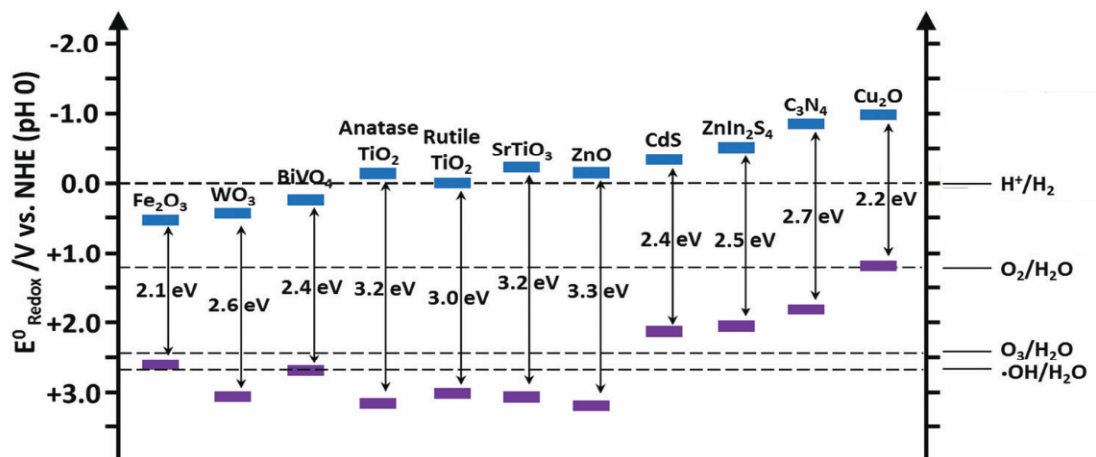 E⁰Redox /V vs. NHE (pH 0)
-2.0
-1.0
0.0
+1.0
+2.0
+3.0
Fe₂O₃
2.1 eV
WO₃
2.6 eV
BiVO₄
2.4 eV
Anatase
TiO₂
3.2 eV
Rutile
TiO₂
3.0 eV
SrTiO₃
3.2 eV
ZnO
3.3 eV
CdS
2.4 eV
ZnIn₂S₄
2.5 eV
C₃N₄
2.7 eV
Cu₂O
2.2 eV
H⁺/H₂
O₂/H₂O
O₃/H₂O
•OH/H₂O